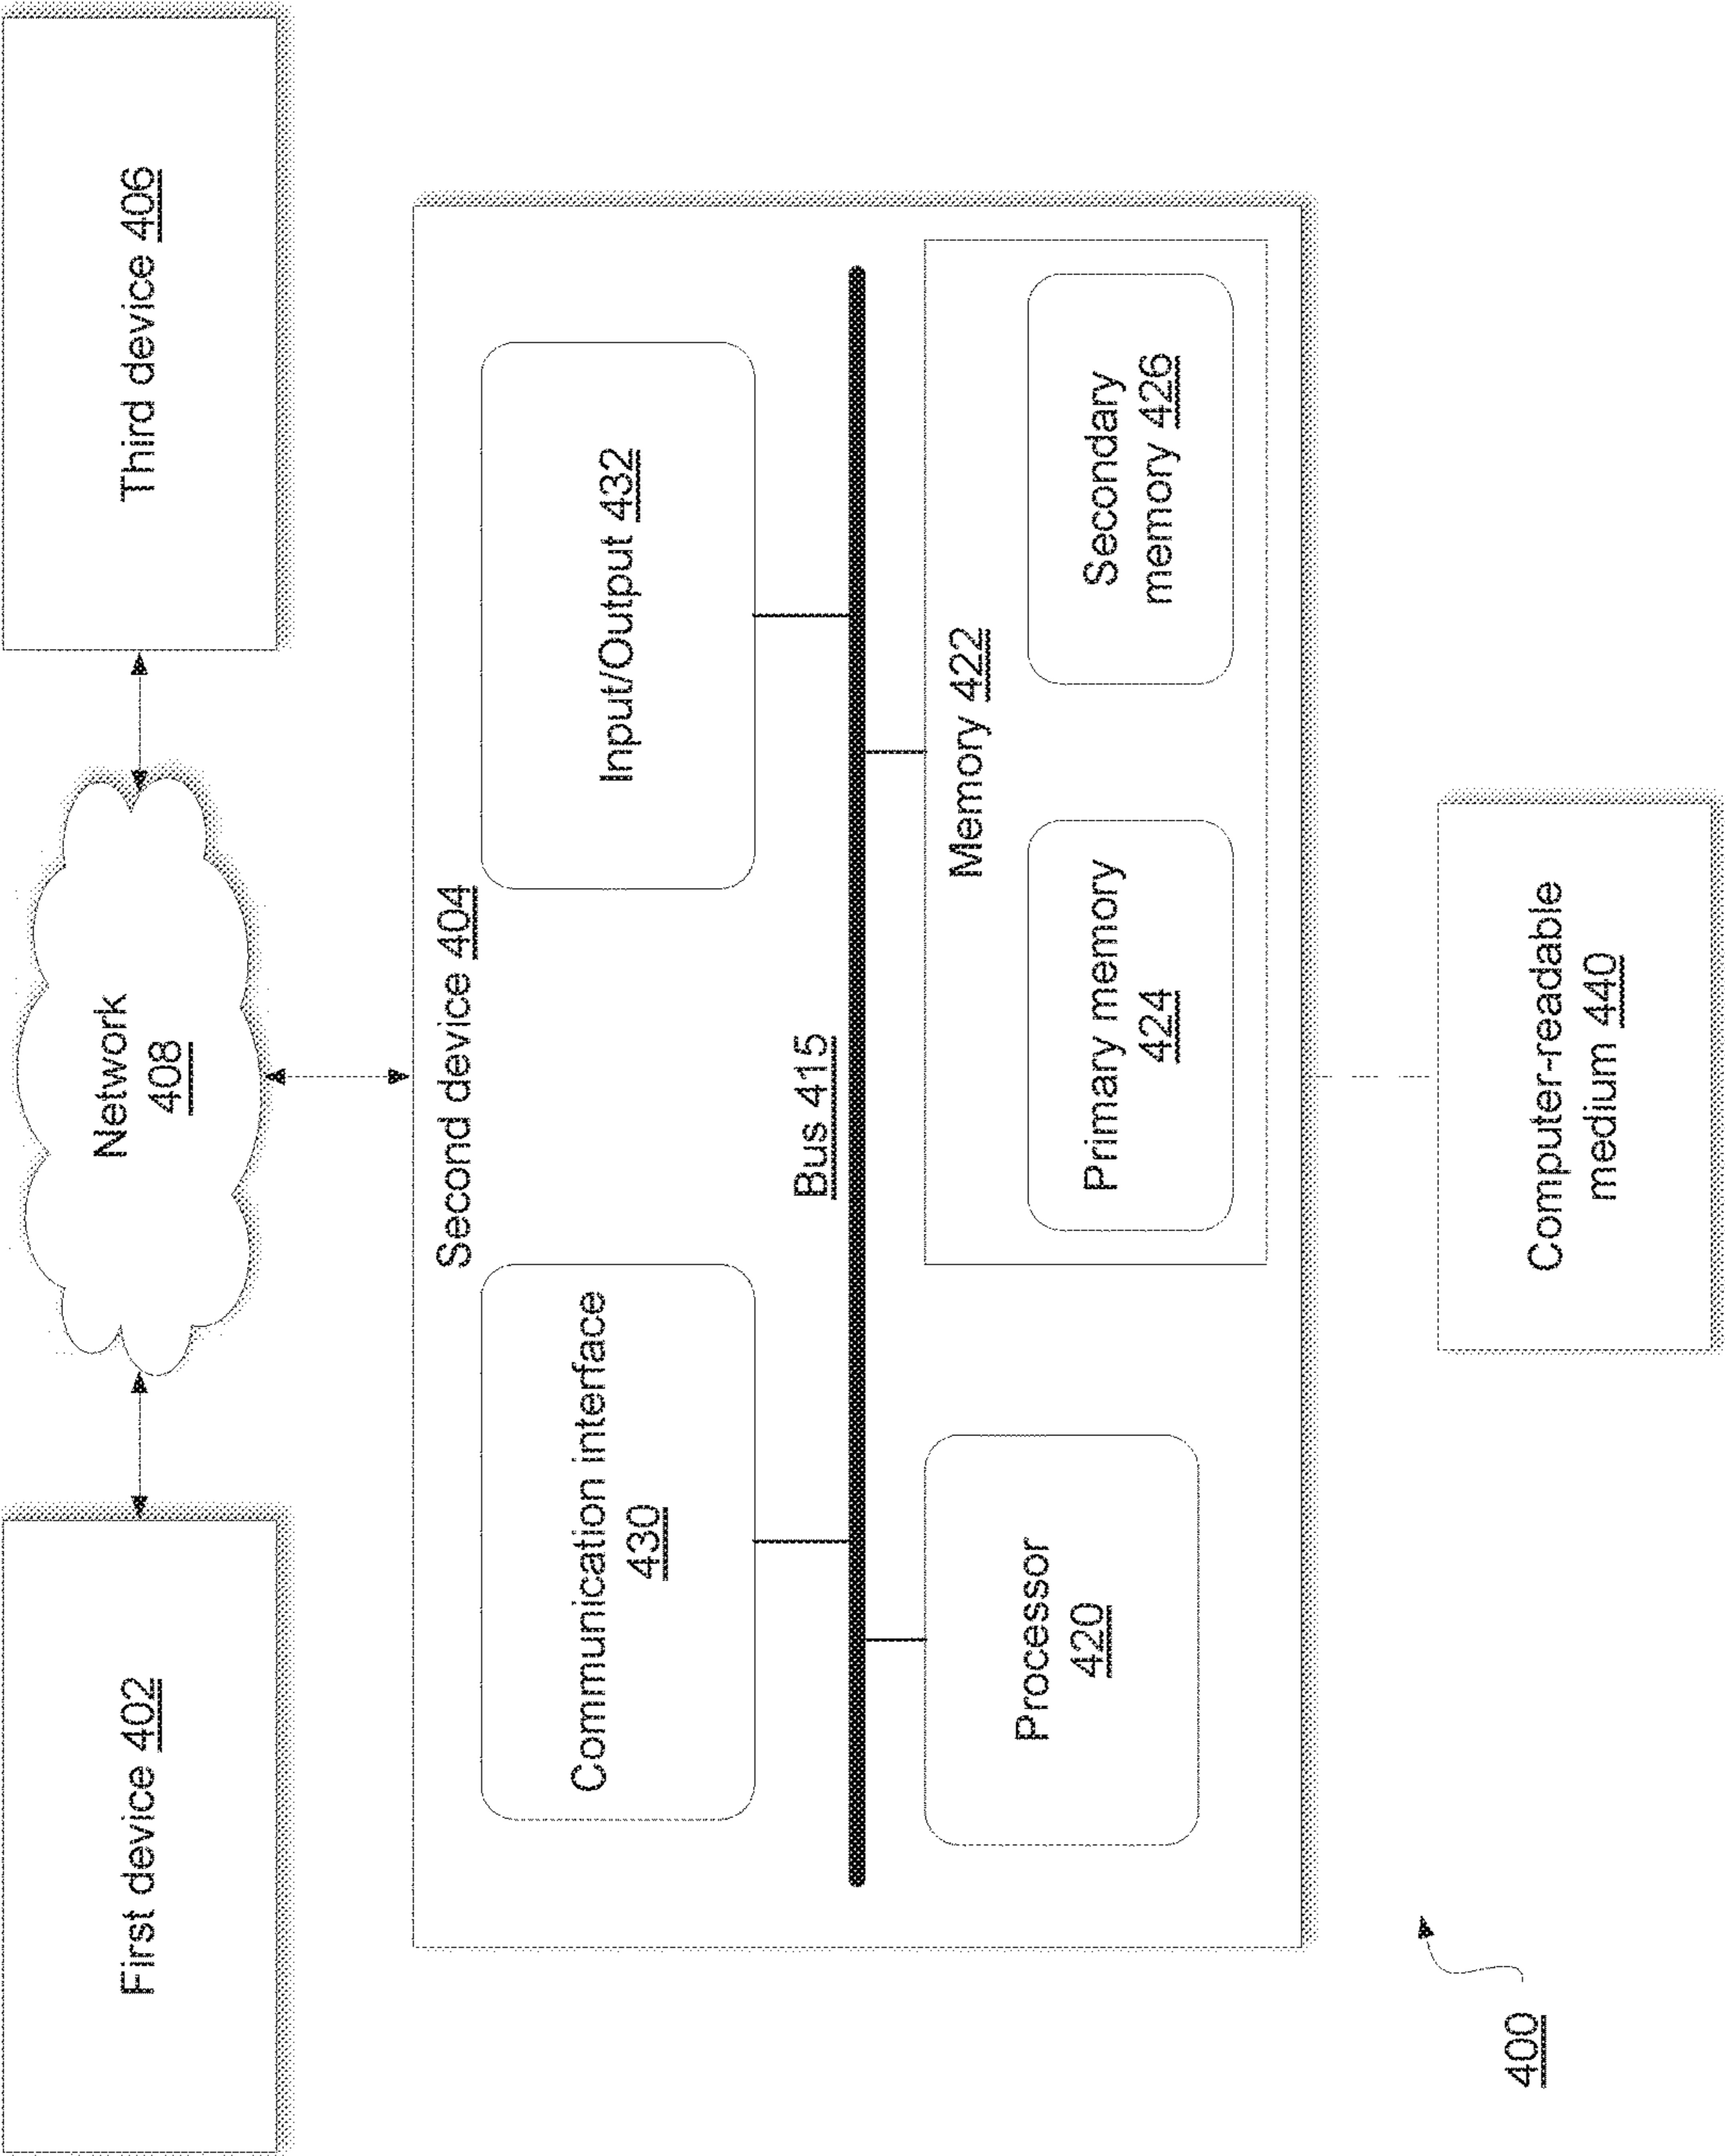 First device 402
Network
408
Third device 406
Second device 404
Communication interface
430
Input/Output 432
Bus 415
Processor
420
Memory 422
Primary memory
424
Secondary
memory 426
Computer-readable
medium 440
400